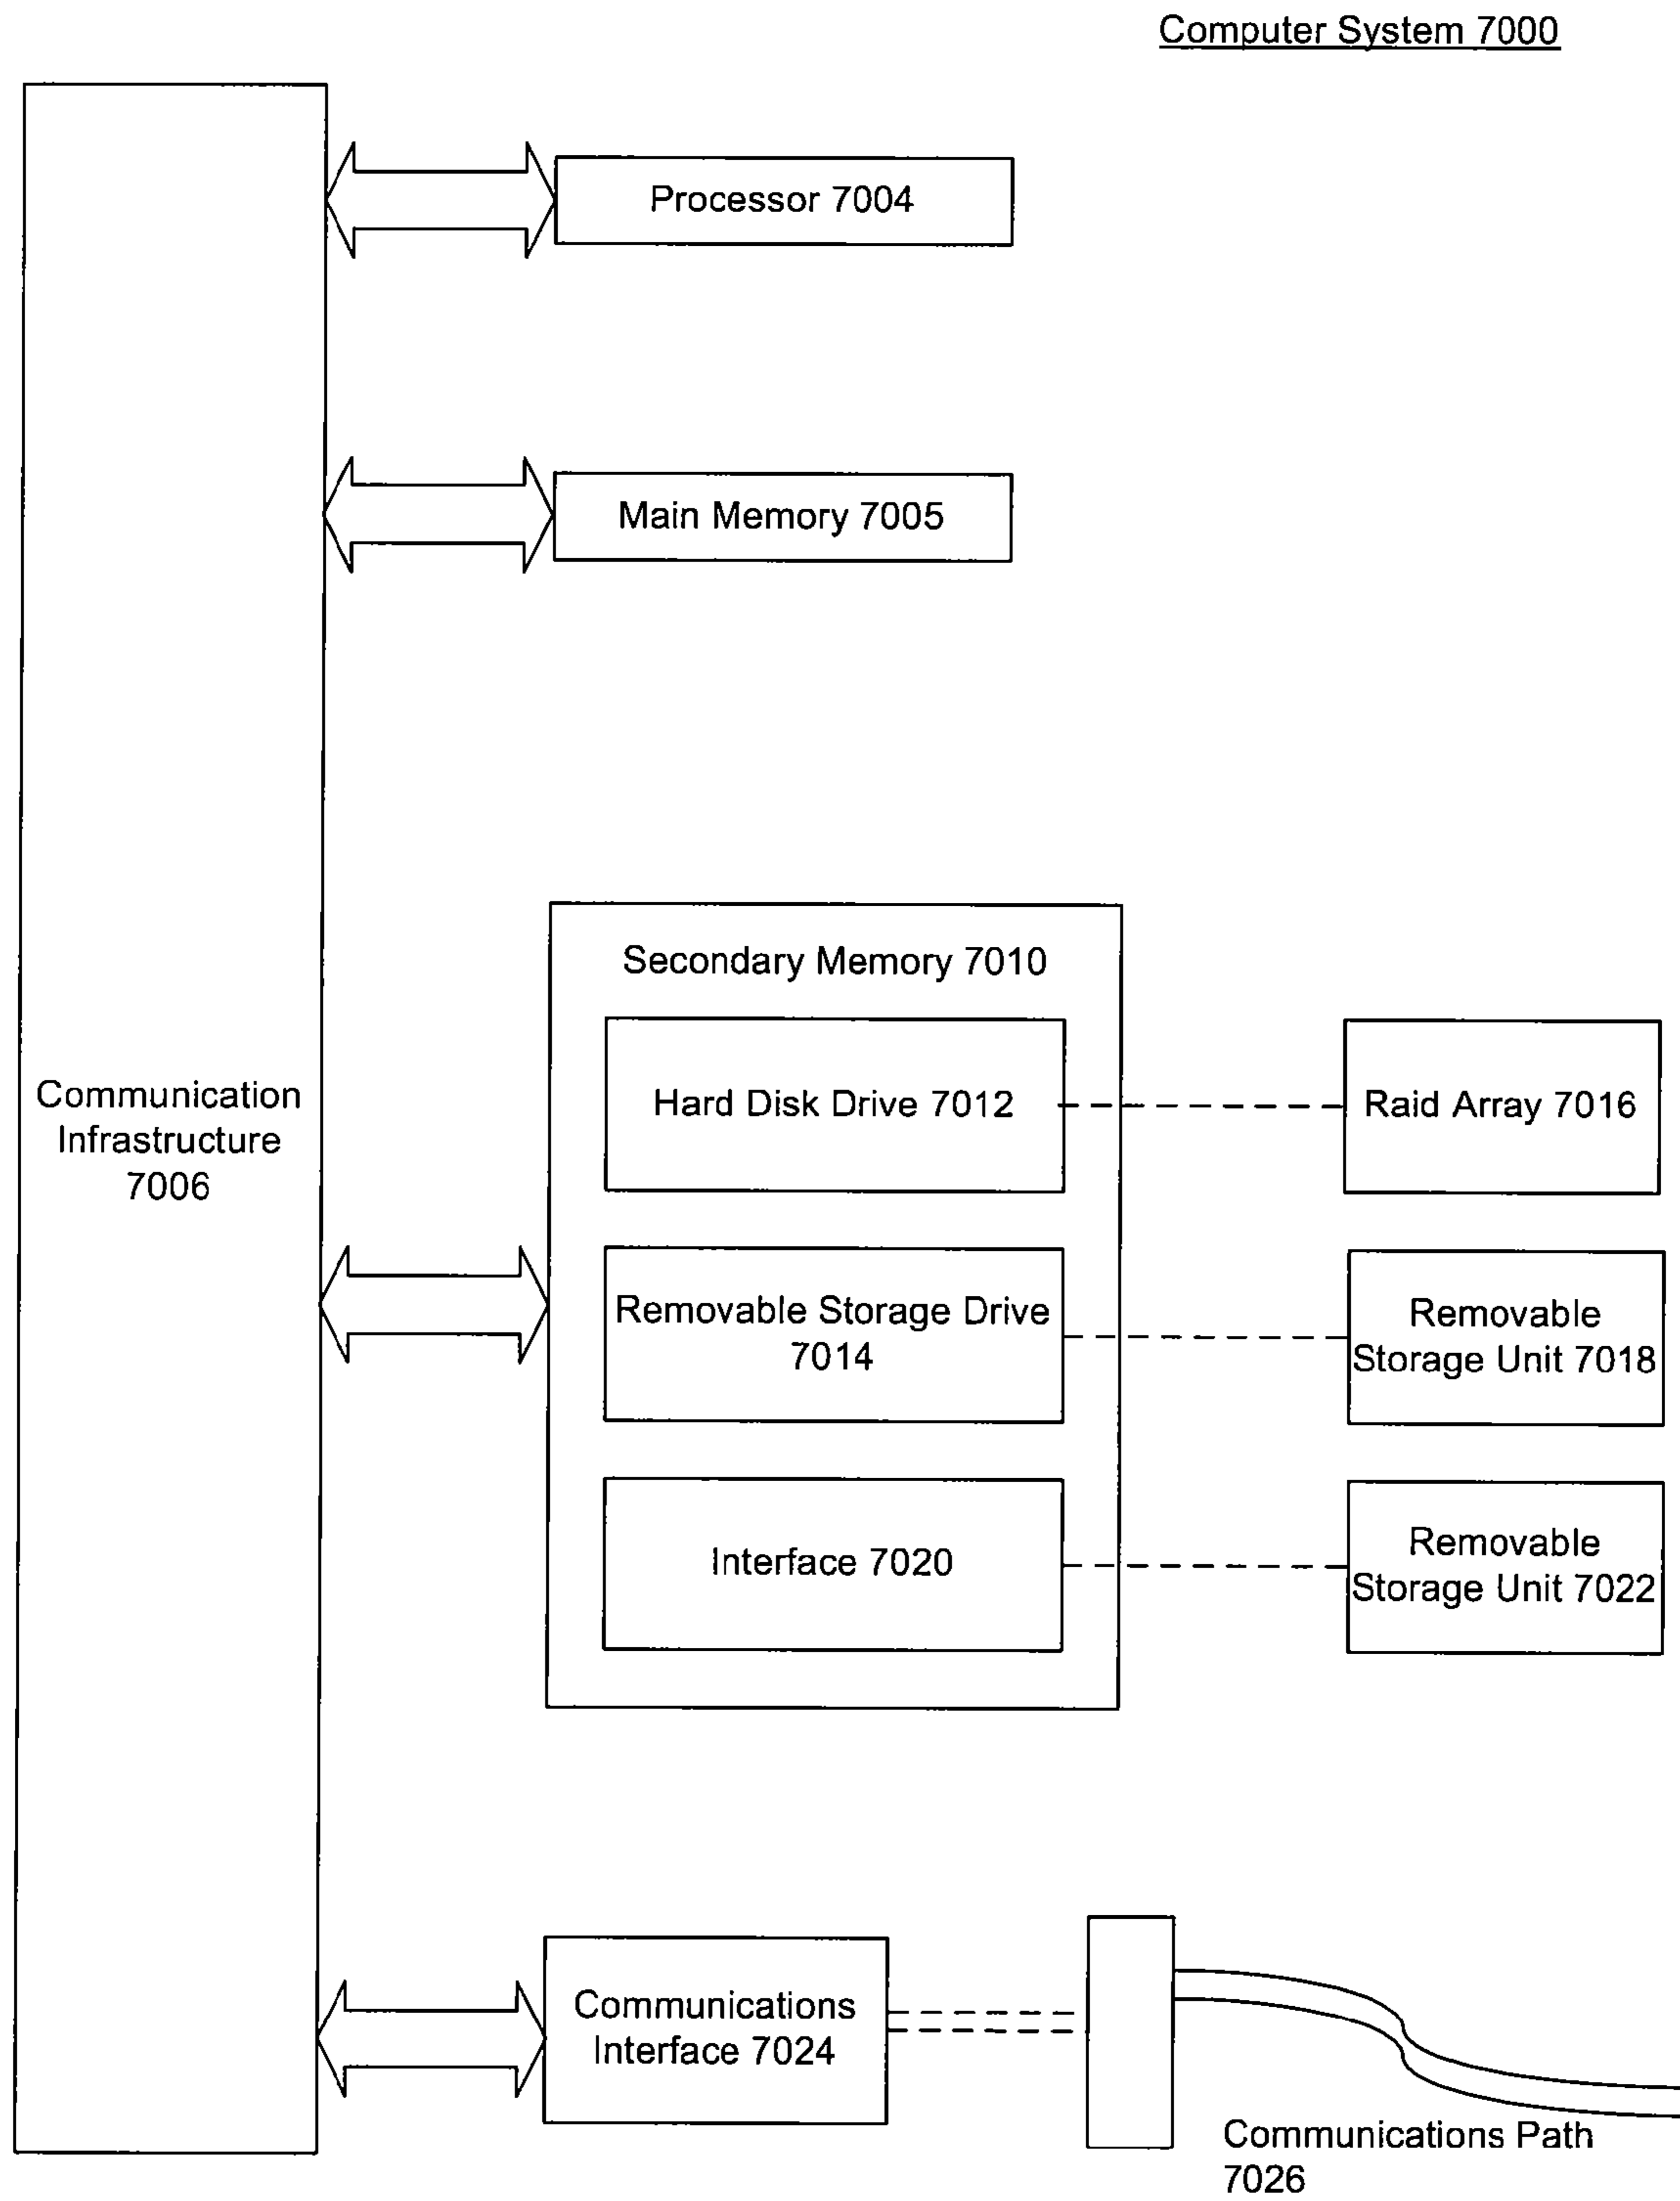 Computer System 7000
Processor 7004
Main Memory 7005
Secondary Memory 7010
Hard Disk Drive 7012
Raid Array 7016
Communication
Infrastructure
7006
Removable Storage Drive
7014
Removable
Storage Unit 7018
Interface 7020
Removable
Storage Unit 7022
Communications
Interface 7024
Communications Path
7026